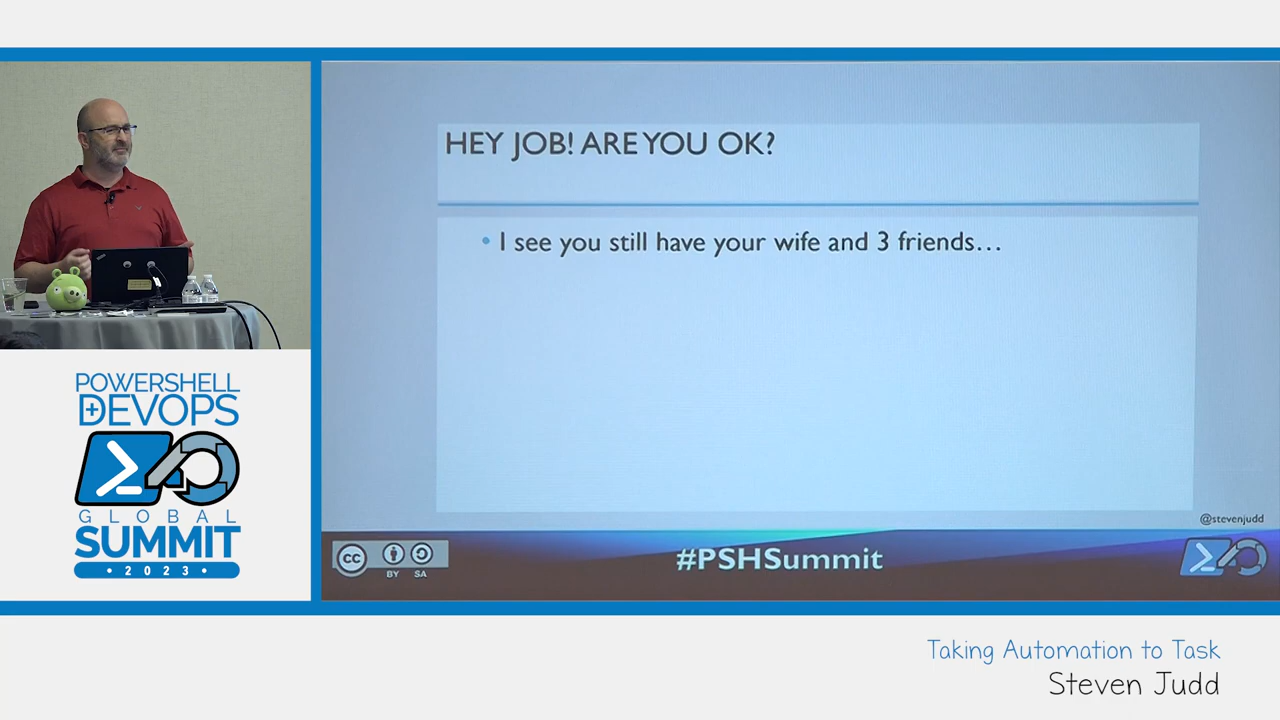 HEY JOB! ARE YOU OK?
• I see you still have your wife and 3 friends...
@stevenjudd
cc
BY SA
#PSHSummit
POWERSHELL
+ DEVOPS
GLOBAL
SUMMIT
• 2023 •
Taking Automation to Task
Steven Judd